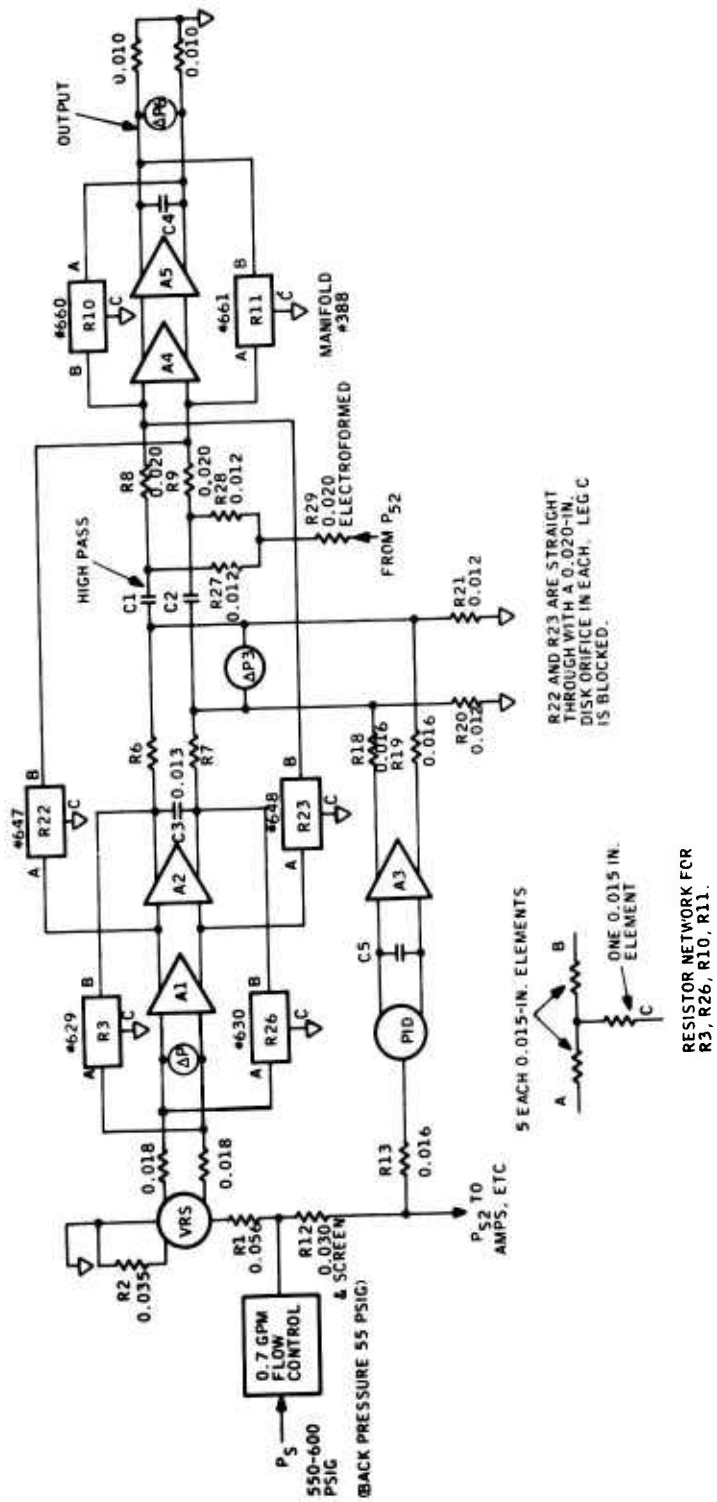 OUTPUT
0.010
0.010
ΔP6
C4
A5
A4
#660
R10
B
A
C
#661
R11
A
B
C
MANIFOLD
#388
R8
0.020
R9
0.020
R28
0.012
HIGH PASS
C1
C2
R27
0.012
R29
0.020
ELECTROFORMED
FROM PS2
R21
0.012
R20
0.012
ΔP3
R6
R7
R18
0.016
R19
0.016
#647
R22
A
B
C
#648
R23
A
B
C
C3
0.013
A2
A1
A3
#629
R3
A
B
C
#630
R26
A
B
C
ΔP
C5
PID
0.018
0.018
VRS
R2
0.035
R1
0.056
R12
0.030
& SCREEN
R13
0.016
PS2 TO
AMPS, ETC
0.7 GPM
FLOW
CONTROL
PS
550-600
PSIG
(BACK PRESSURE 55 PSIG)
R22 AND R23 ARE STRAIGHT
THROUGH WITH A 0.020-IN.
DISK ORIFICE IN EACH. LEG C
IS BLOCKED.
5 EACH 0.015-IN. ELEMENTS
A
B
C
ONE 0.015 IN.
ELEMENT
RESISTOR NETWORK FOR
R3, R26, R10, R11.